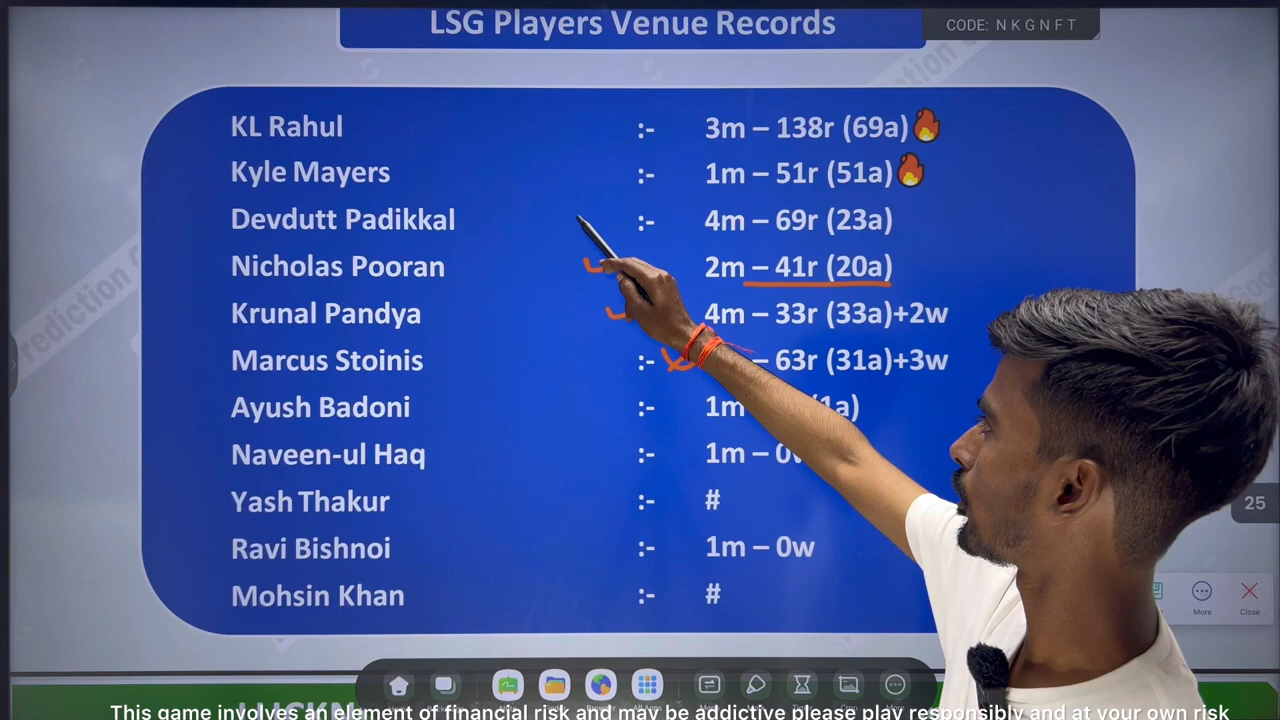 LSG Players Venue Records
CODE: NKGNFT
KL Rahul :- 3m – 138r (69a)🔥
Kyle Mayers :- 1m – 51r (51a)🔥
Devdutt Padikkal :- 4m – 69r (23a)
Nicholas Pooran :- 2m – 41r (20a)
Krunal Pandya :- 4m – 33r (33a)+2w
Marcus Stoinis :- – 63r (31a)+3w
Ayush Badoni :- 1m – (1a)
Naveen-ul Haq :- 1m – 0w
Yash Thakur :- #
Ravi Bishnoi :- 1m – 0w
Mohsin Khan :- #
25
More
Close
This game involves an element of financial risk and may be addictive please play responsibly and at your own risk